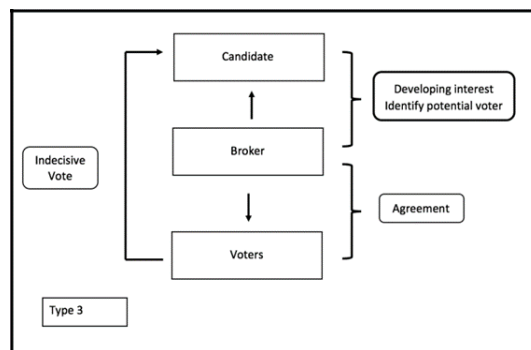 Candidate
Developing interest
Identify potential voter
Broker
Indecisive
Vote
Agreement
Voters
Type 3